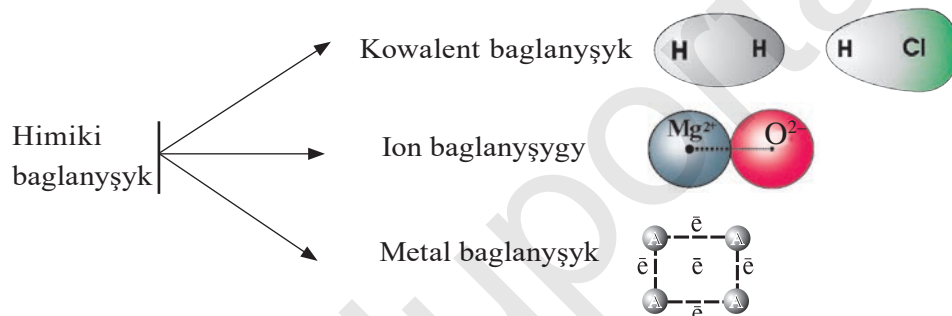 Kowalent baglanyşyk
H H H Cl
Himiki
baglanyşyk
Ion baglanyşygy
Mg²⁺ O²⁻
Metal baglanyşyk
A ē A
ē ē ē
A ē A